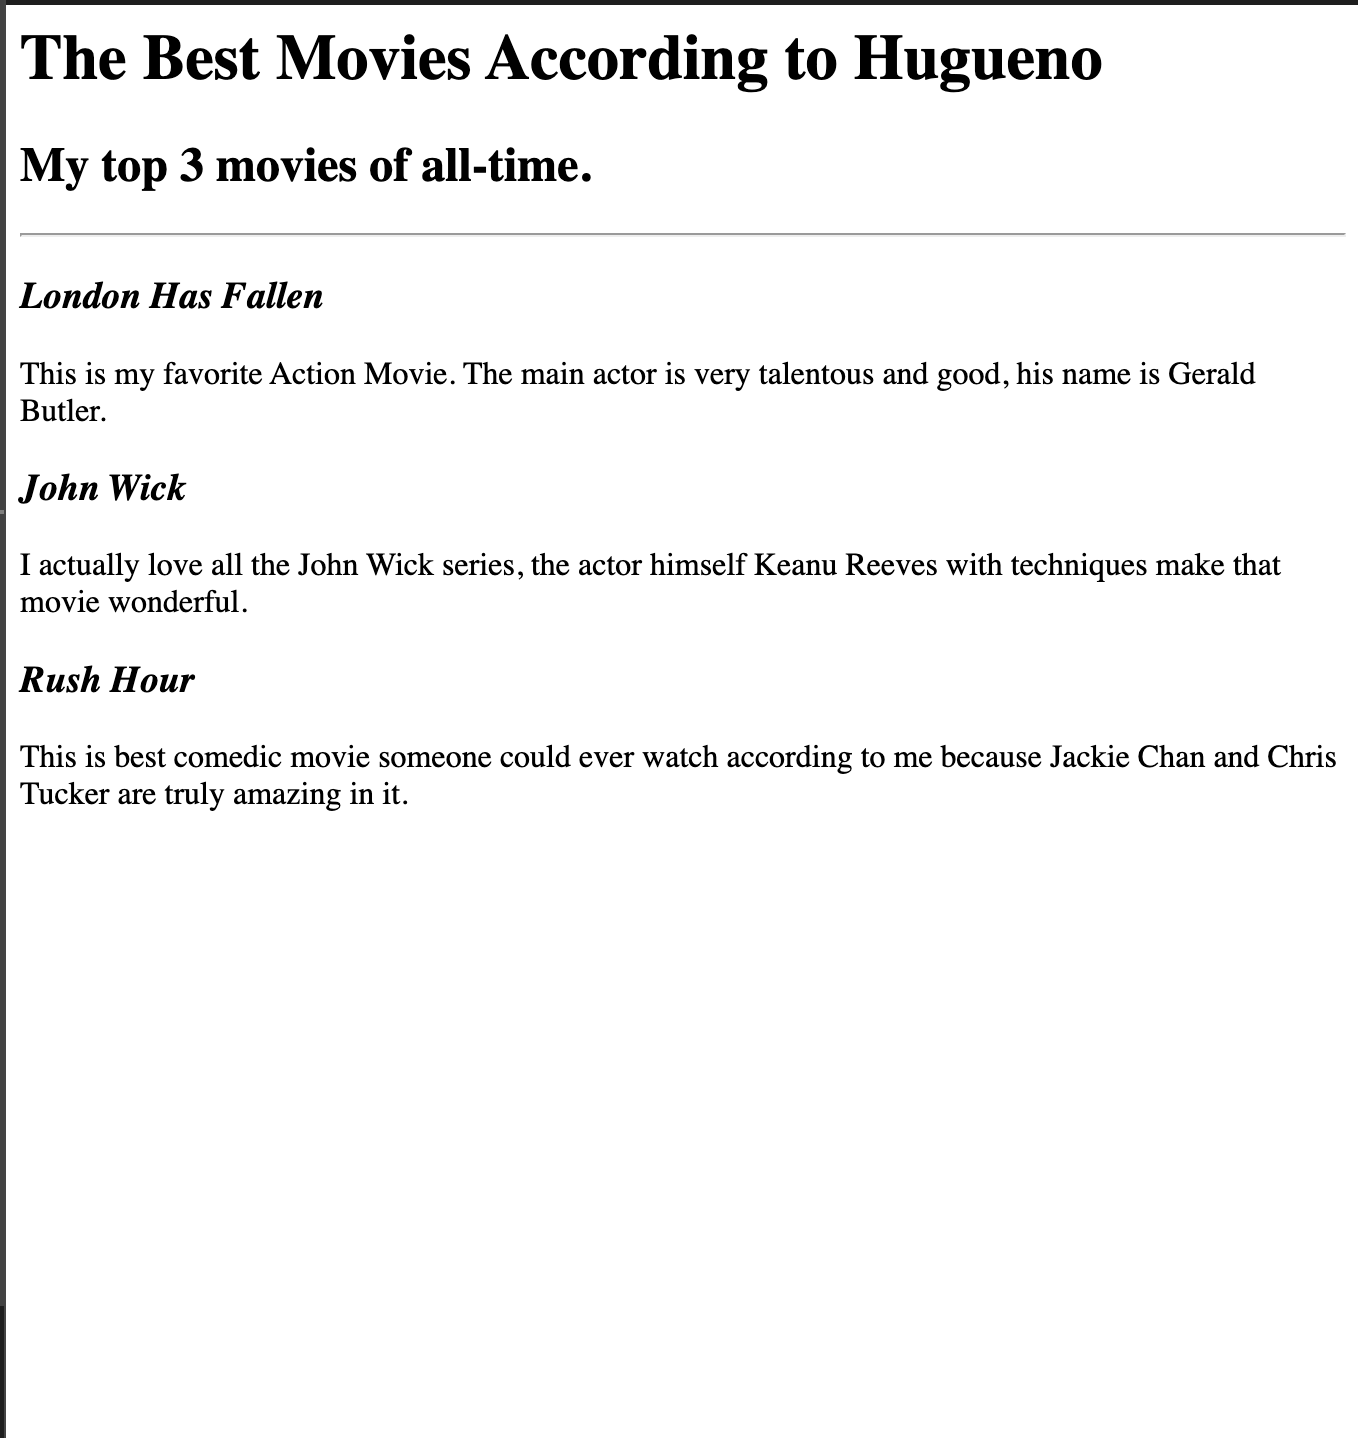 The Best Movies According to Hugueno
My top 3 movies of all-time.
London Has Fallen
This is my favorite Action Movie. The main actor is very talentous and good, his name is Gerald
Butler.
John Wick
I actually love all the John Wick series, the actor himself Keanu Reeves with techniques make that
movie wonderful.
Rush Hour
This is best comedic movie someone could ever watch according to me because Jackie Chan and Chris
Tucker are truly amazing in it.